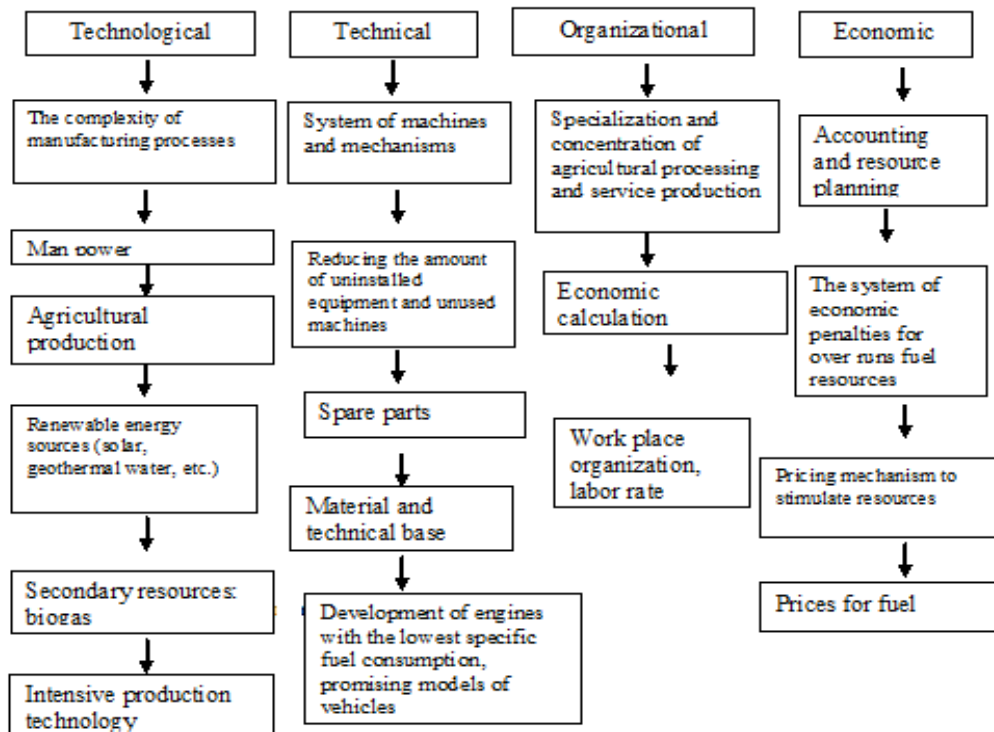 Technological
The complexity of
manufacturing processes
Man power
Agricultural
production
Renewable energy
sources (solar,
geothermal water, etc.)
Secondary resources:
biogas
Intensive production
technology
Technical
System of machines
and mechanisms
Reducing the amount
of uninstalled
equipment and unused
machines
Spare parts
Material and
technical base
Development of engines
with the lowest specific
fuel consumption,
promising models of
vehicles
Organizational
Specialization and
concentration of
agricultural processing
and service production
Economic
calculation
Work place
organization,
labor rate
Economic
Accounting
and resource
planning
The system of
economic
penalties for
over runs fuel
resources
Pricing mechanism to
stimulate resources
Prices for fuel